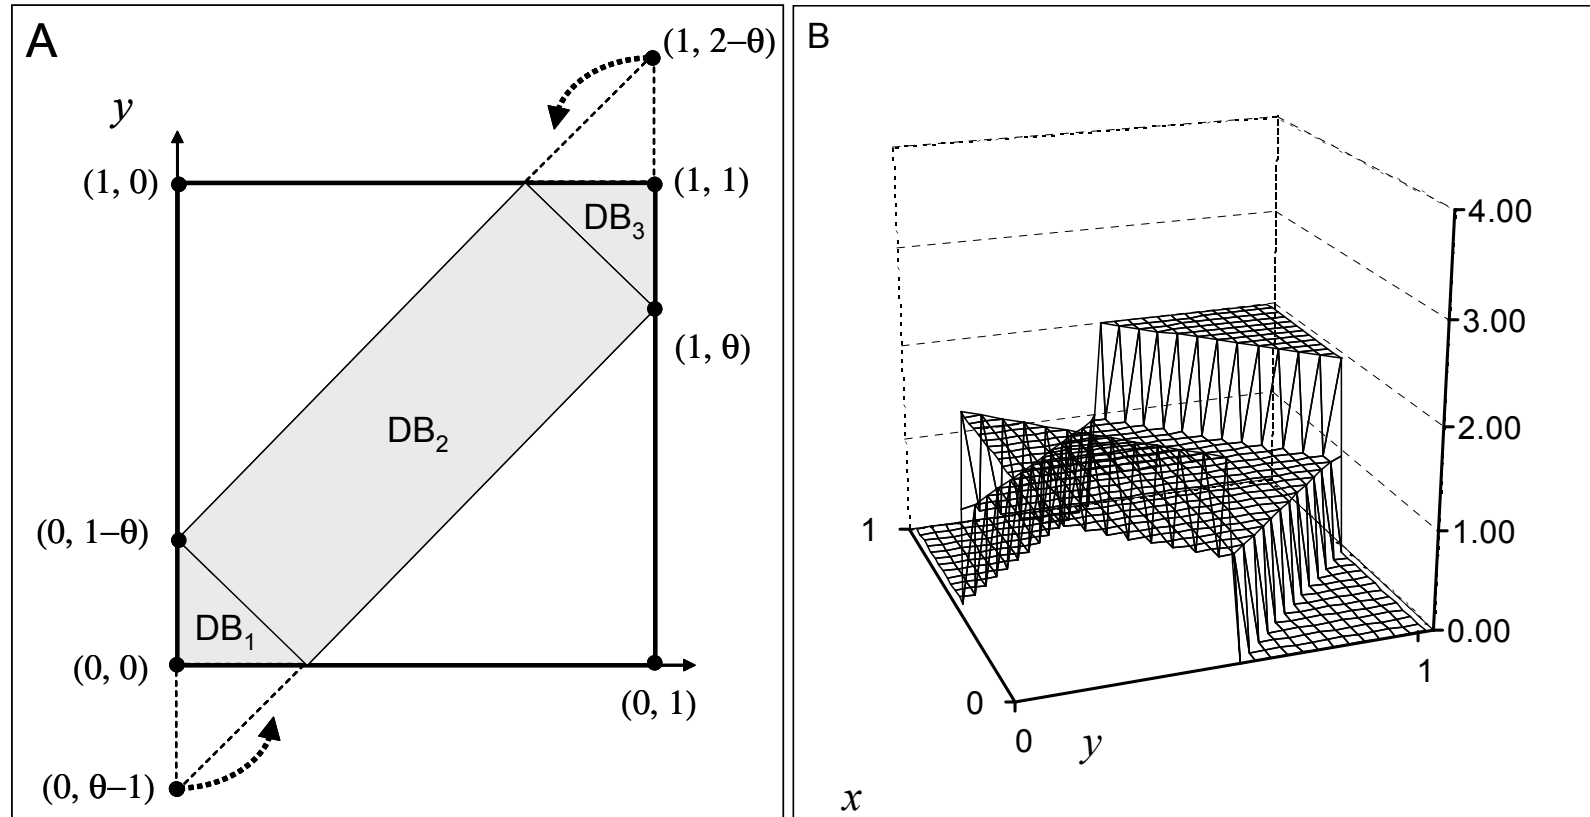 A
(1, 2–θ)
y
(1, 0)
(1, 1)
DB3
(1, θ)
DB2
(0, 1–θ)
DB1
(0, 0)
(0, 1)
(0, θ–1)
B
4.00
3.00
2.00
1.00
0.00
1
1
0
0
y
x